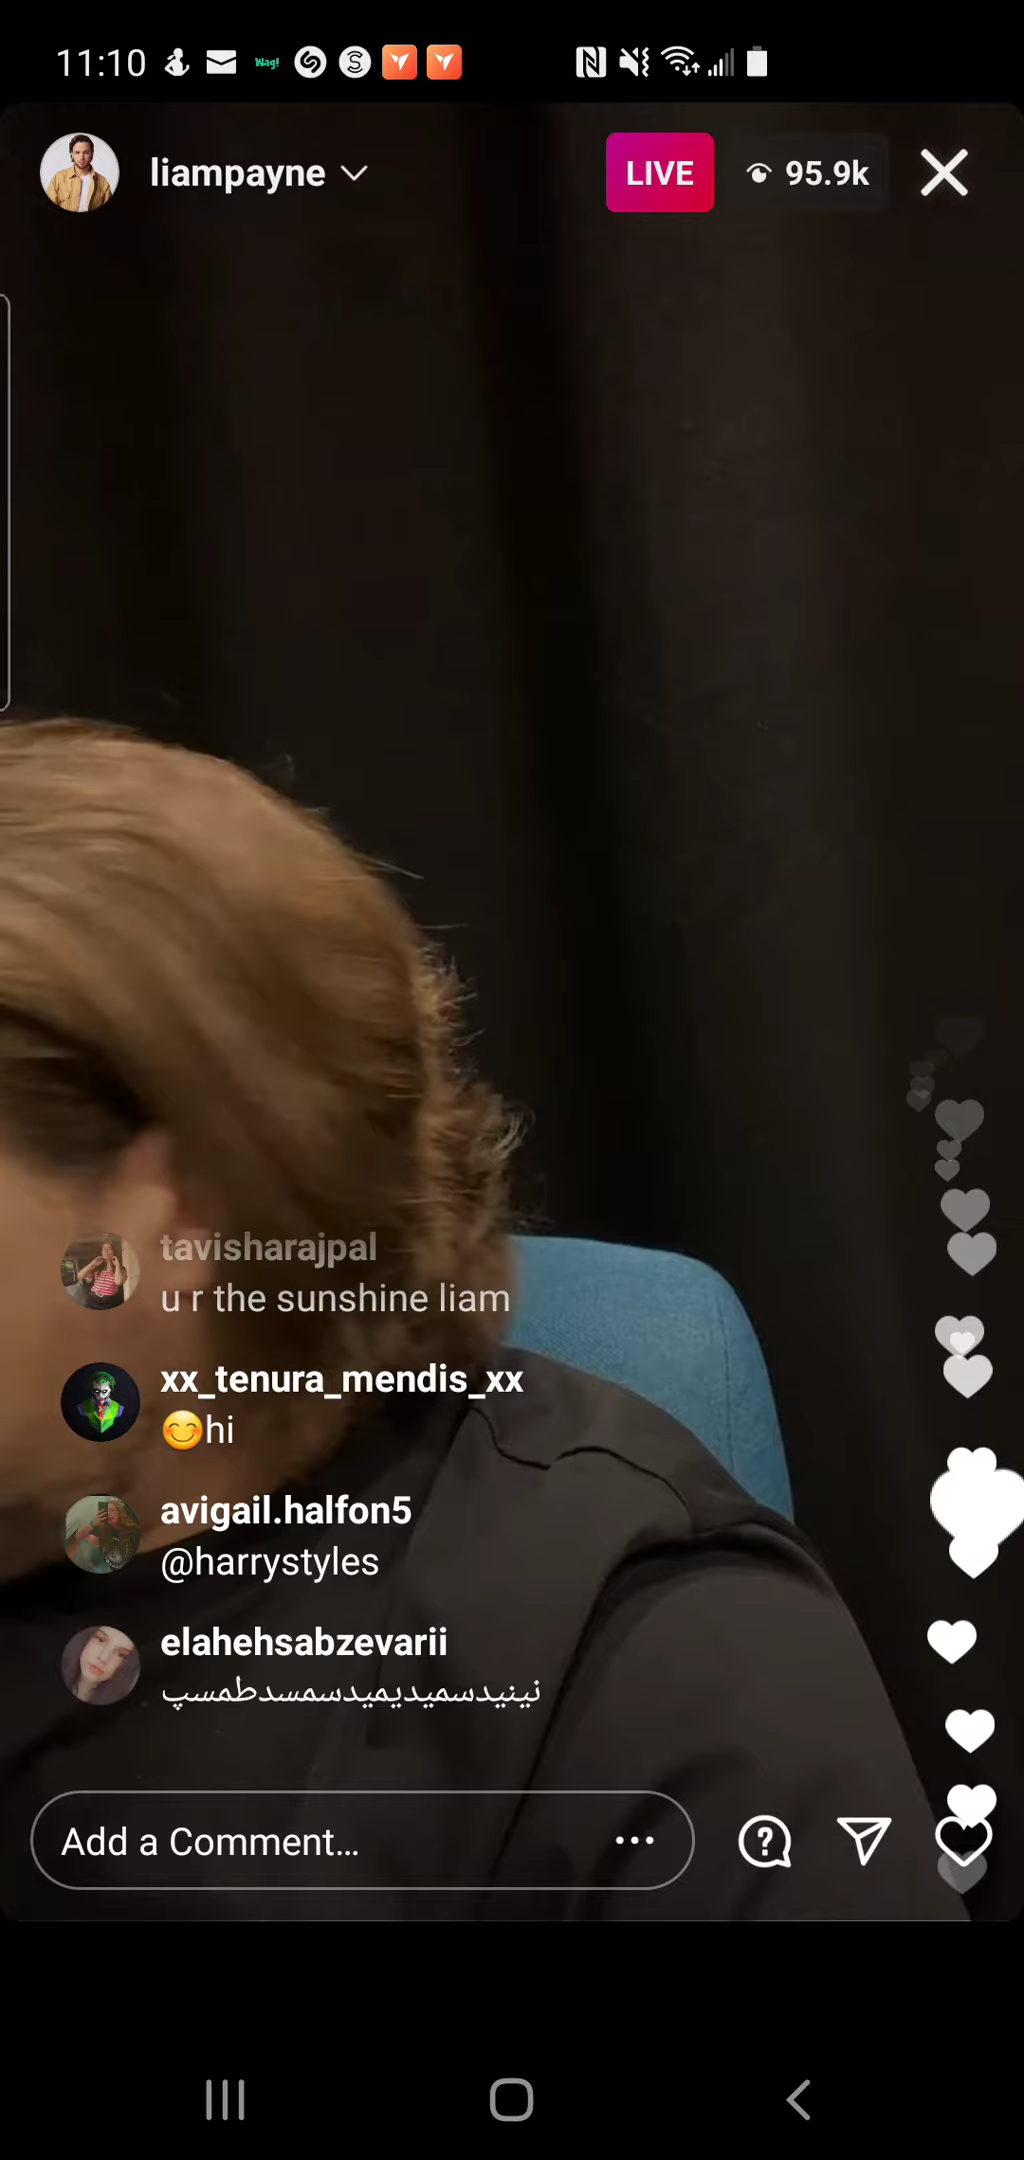 11:10
Wag!
liampayne
LIVE
95.9k
tavisharajpal
u r the sunshine liam
xx_tenura_mendis_xx
😊hi
avigail.halfon5
@harrystyles
elahehsabzevarii
نینیدسمیدیمیدسمسدطمسپ
Add a Comment...